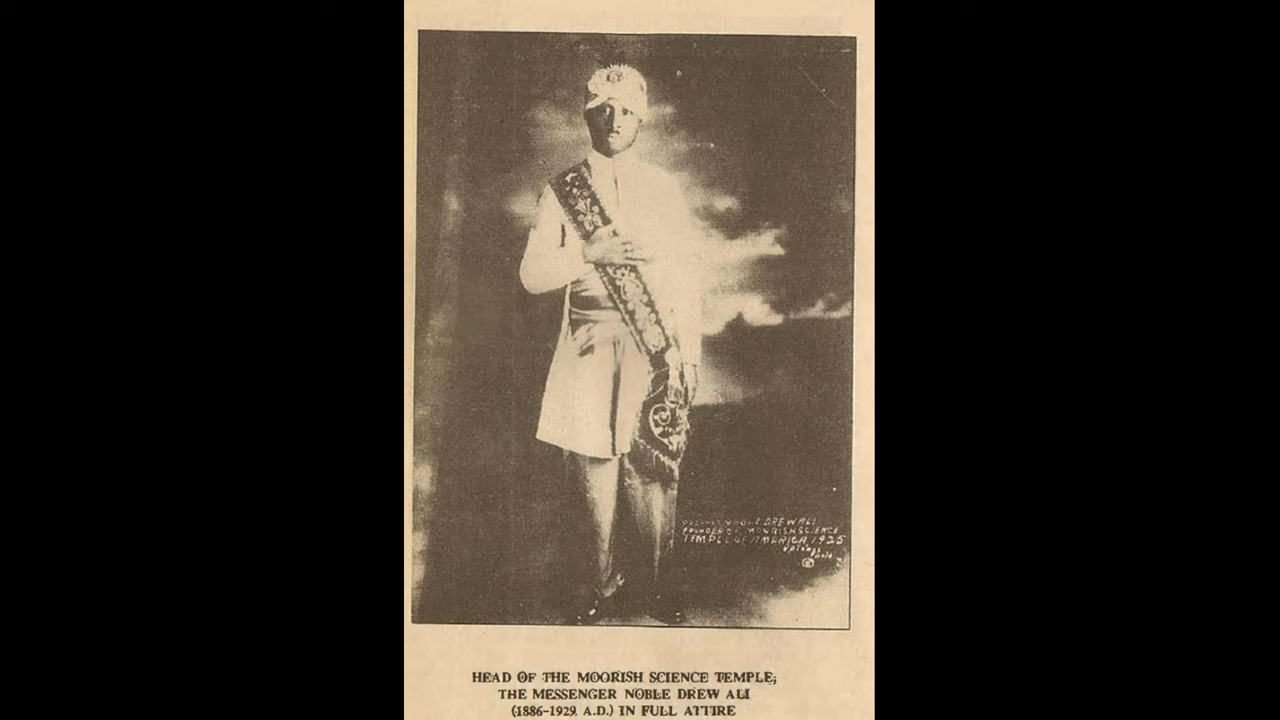 PROPHET NOBLE DREW ALI
FOUNDER OF MOORISH SCIENCE
TEMPLE OF AMERICA 1925
©
HEAD OF THE MOORISH SCIENCE TEMPLE;
THE MESSENGER NOBLE DREW ALI
(1886-1929, A.D.) IN FULL ATTIRE